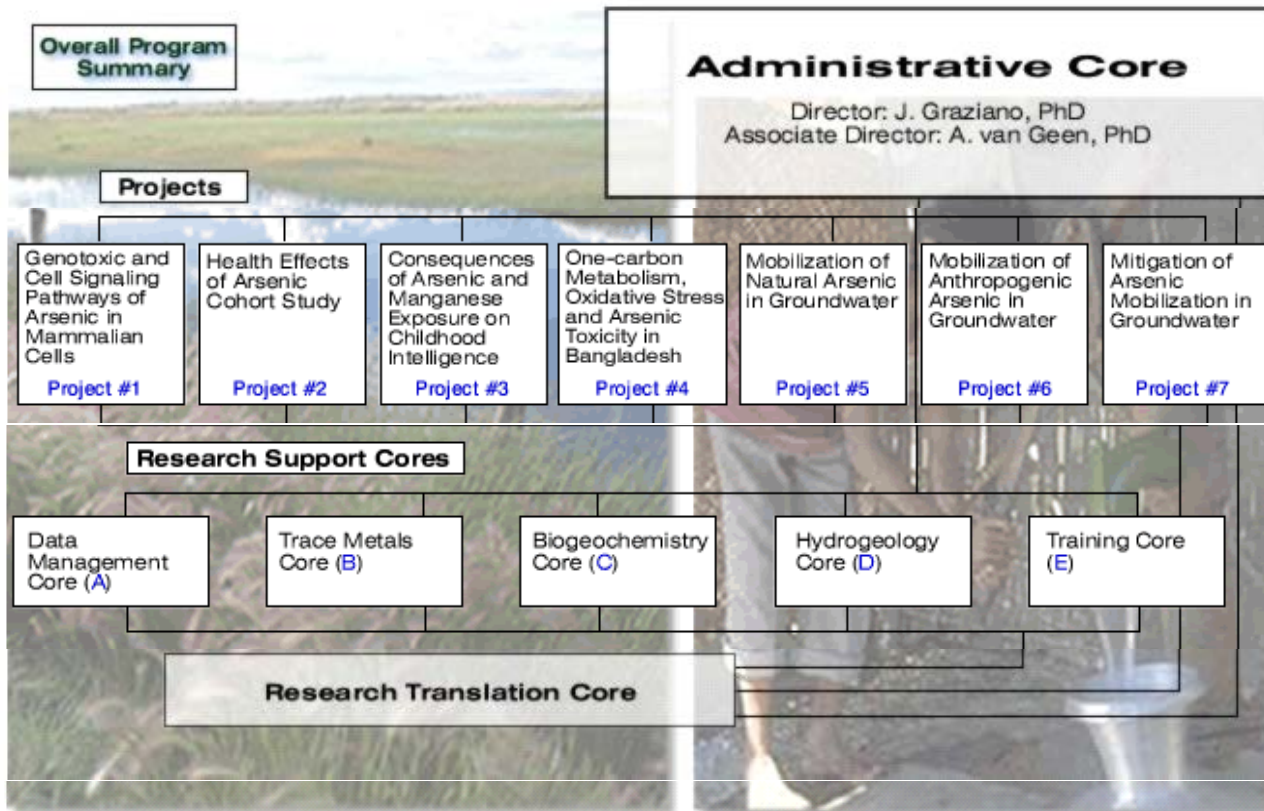 Overall Program
Summary
Administrative Core
Director: J. Graziano, PhD
Associate Director: A. van Geen, PhD
Projects
Genotoxic and
Cell Signaling
Pathways of
Arsenic in
Mammalian
Cells
Project #1
Health Effects
of Arsenic
Cohort Study
Project #2
Consequences
of Arsenic and
Manganese
Exposure on
Childhood
Intelligence
Project #3
One-carbon
Metabolism,
Oxidative Stress
and Arsenic
Toxicity in
Bangladesh
Project #4
Mobilization of
Natural Arsenic
in Groundwater
Project #5
Mobilization of
Anthropogenic
Arsenic in
Groundwater
Project #6
Mitigation of
Arsenic
Mobilization in
Groundwater
Project #7
Research Support Cores
Data
Management
Core (A)
Trace Metals
Core (B)
Biogeochemistry
Core (C)
Hydrogeology
Core (D)
Training Core
(E)
Research Translation Core